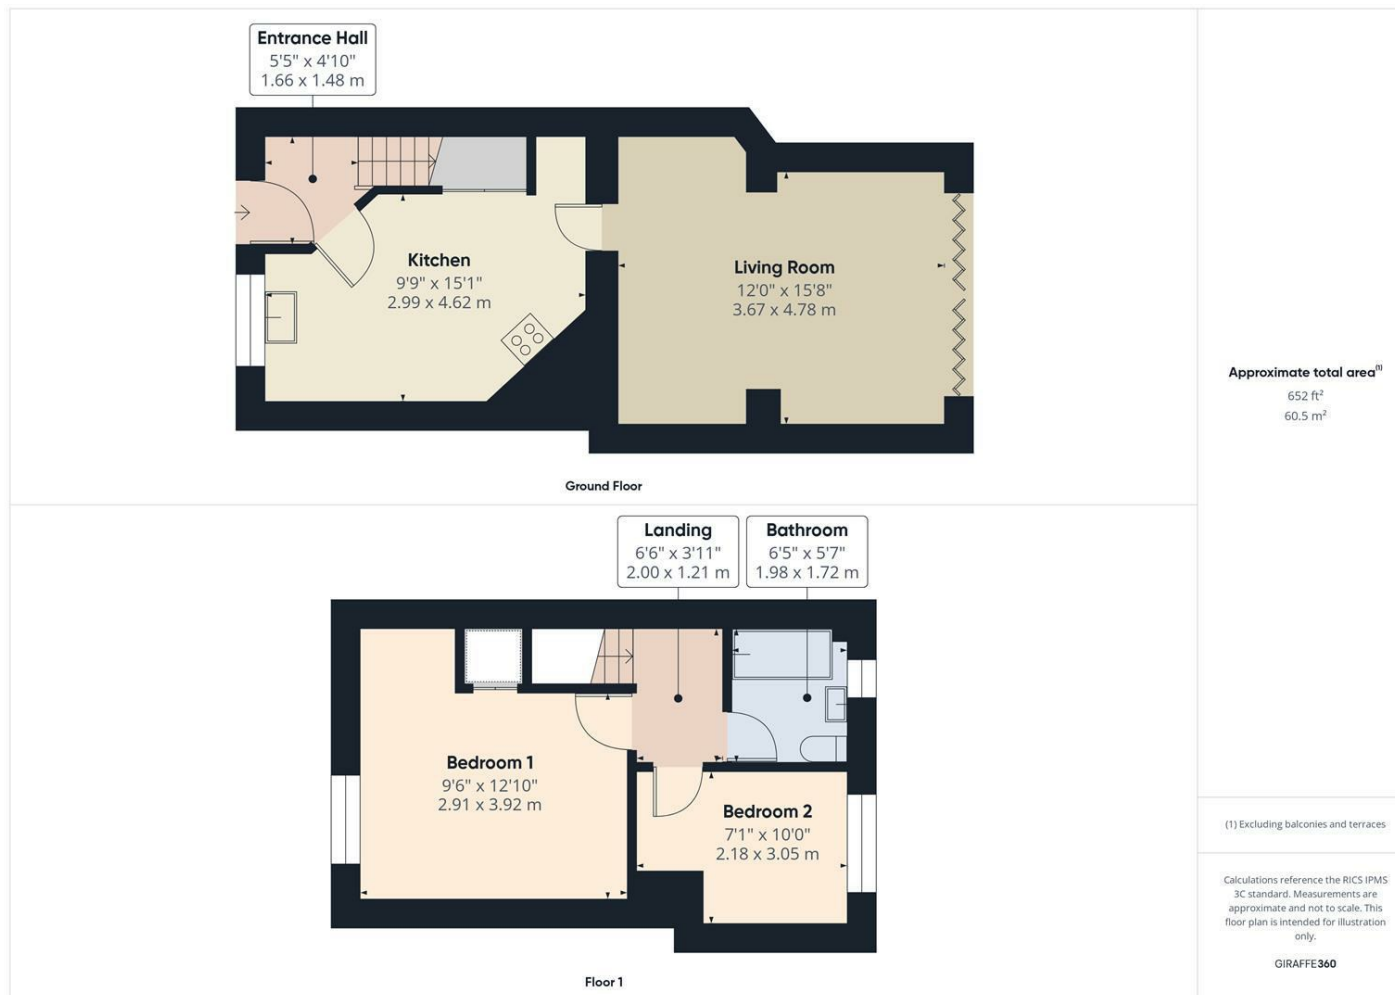 Entrance Hall
5'5" x 4'10"
1.66 x 1.48 m
Kitchen
9'9" x 15'1"
2.99 x 4.62 m
Living Room
12'0" x 15'8"
3.67 x 4.78 m
Ground Floor
Landing
6'6" x 3'11"
2.00 x 1.21 m
Bathroom
6'5" x 5'7"
1.98 x 1.72 m
Bedroom 1
9'6" x 12'10"
2.91 x 3.92 m
Bedroom 2
7'1" x 10'0"
2.18 x 3.05 m
Floor 1
Approximate total area(1)
652 ft²
60.5 m²
(1) Excluding balconies and terraces
Calculations reference the RICS IPMS
3C standard. Measurements are
approximate and not to scale. This
floor plan is intended for illustration
only.
GIRAFFE360